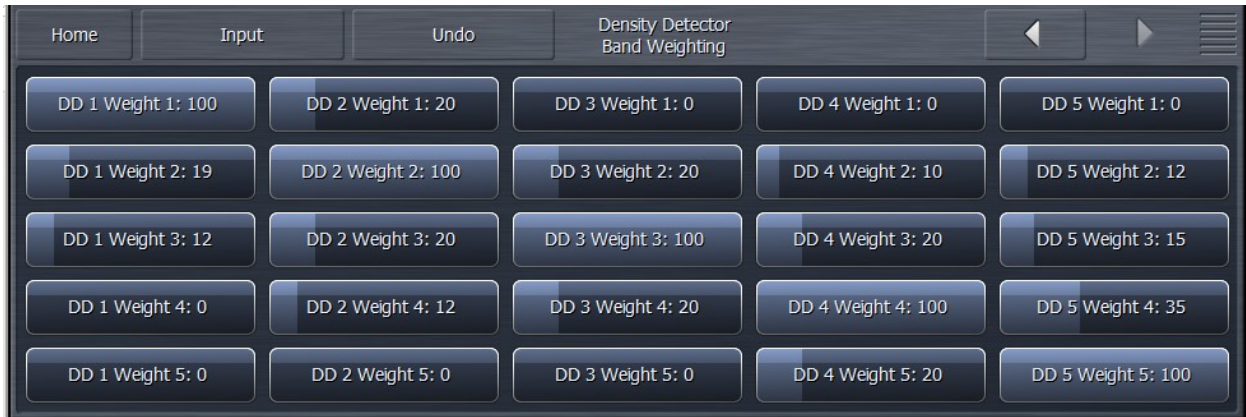 Home
Input
Undo
Density Detector
Band Weighting
DD 1 Weight 1: 100
DD 2 Weight 1: 20
DD 3 Weight 1: 0
DD 4 Weight 1: 0
DD 5 Weight 1: 0
DD 1 Weight 2: 19
DD 2 Weight 2: 100
DD 3 Weight 2: 20
DD 4 Weight 2: 10
DD 5 Weight 2: 12
DD 1 Weight 3: 12
DD 2 Weight 3: 20
DD 3 Weight 3: 100
DD 4 Weight 3: 20
DD 5 Weight 3: 15
DD 1 Weight 4: 0
DD 2 Weight 4: 12
DD 3 Weight 4: 20
DD 4 Weight 4: 100
DD 5 Weight 4: 35
DD 1 Weight 5: 0
DD 2 Weight 5: 0
DD 3 Weight 5: 0
DD 4 Weight 5: 20
DD 5 Weight 5: 100